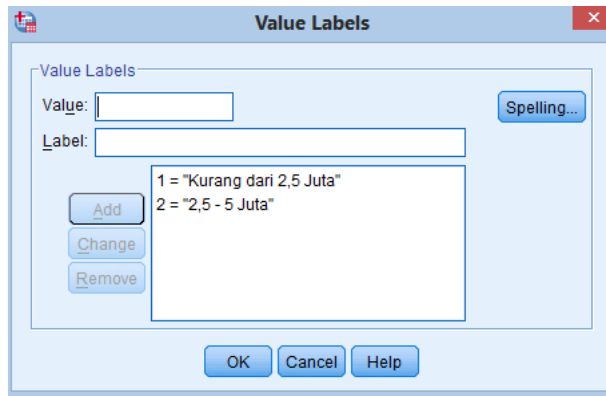 Value Labels
Value Labels
Value:
Spelling...
Label:
1 = "Kurang dari 2,5 Juta"
2 = "2,5 - 5 Juta"
Add
Change
Remove
OK Cancel Help